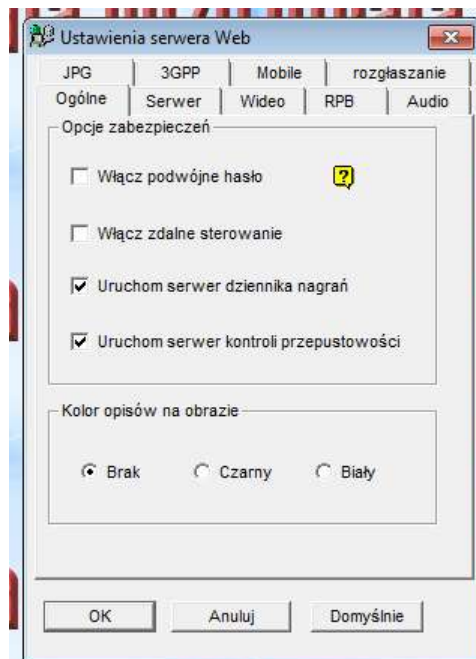 Ustawienia serwera Web
JPG 3GPP Mobile rozgłaszanie
Ogólne Serwer Wideo RPB Audio
Opcje zabezpieczeń
Włącz podwójne hasło
Włącz zdalne sterowanie
Uruchom serwer dziennika nagrań
Uruchom serwer kontroli przepustowości
Kolor opisów na obrazie
Brak Czarny Biały
OK Anuluj Domyślnie